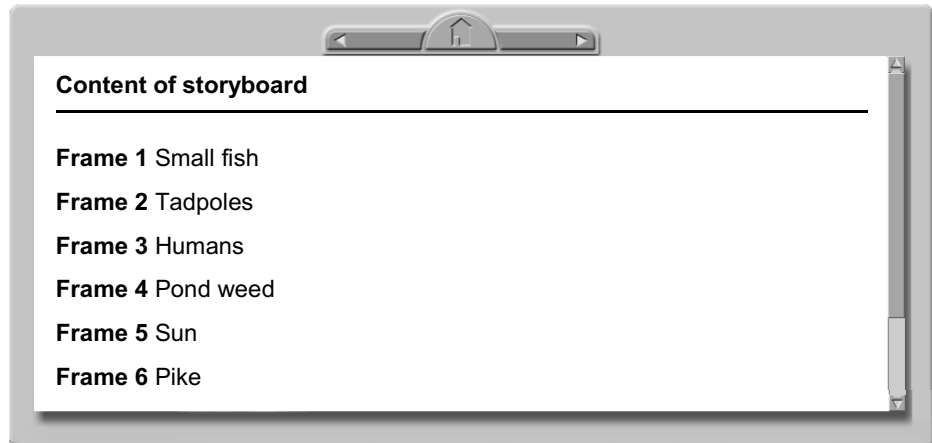 Content of storyboard
Frame 1 Small fish
Frame 2 Tadpoles
Frame 3 Humans
Frame 4 Pond weed
Frame 5 Sun
Frame 6 Pike